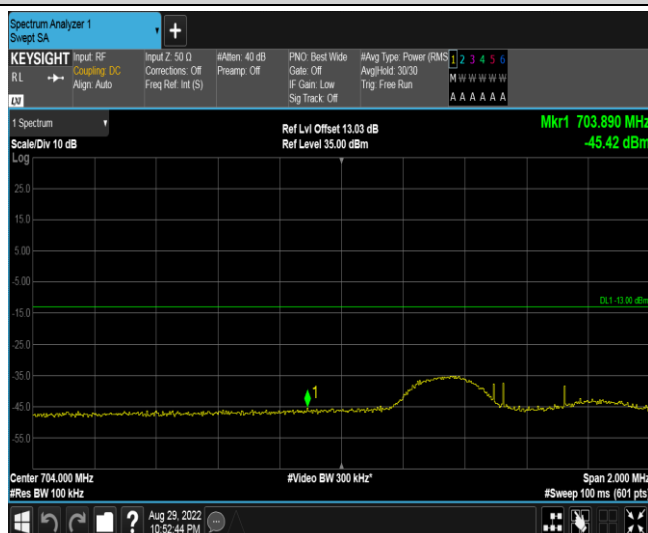 Spectrum Analyzer 1
Swept SA
+
KEYSIGHT
RL
LXI
Input: RF
Coupling: DC
Align: Auto
Input Z: 50 Ω
Corrections: Off
Freq Ref: Int (S)
#Atten: 40 dB
Preamp: Off
PNO: Best Wide
Gate: Off
IF Gain: Low
Sig Track: Off
#Avg Type: Power (RMS
Avg|Hold: 30/30
Trig: Free Run
1 2 3 4 5 6
M W W W W W
A A A A A A
1 Spectrum
Scale/Div 10 dB
Log
Ref Lvl Offset 13.03 dB
Ref Level 35.00 dBm
Mkr1 703.890 MHz
-45.42 dBm
25.0
15.0
5.00
-5.00
DL1 -13.00 dBm
-15.0
-25.0
-35.0
1
-45.0
-55.0
Center 704.000 MHz
#Res BW 100 kHz
#Video BW 300 kHz*
Span 2.000 MHz
#Sweep 100 ms (601 pts)
?
Aug 29, 2022
10:52:44 PM